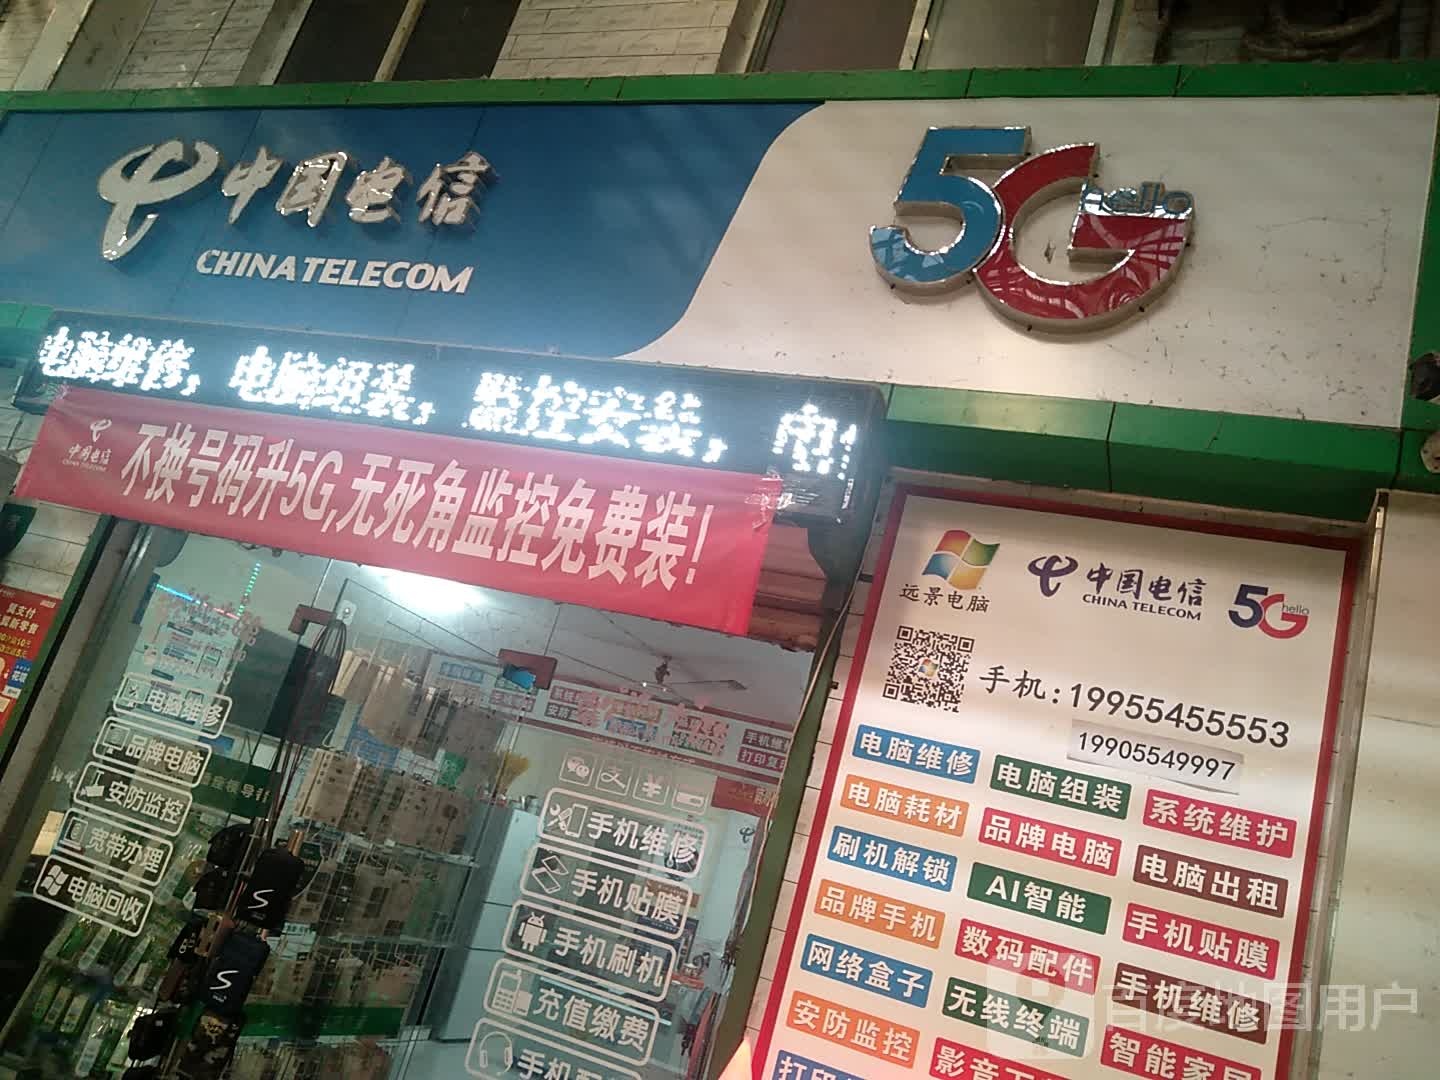 中国电信
CHINA TELECOM
5G
hello
电脑维修，电脑组装，监控安装，
中国电信
CHINA TELECOM
不换号码升5G,无死角监控免费装!
电脑维修
品牌电脑
安防监控
宽带办理
电脑回收
手机维修
手机贴膜
手机刷机
充值缴费
翼支付
远景电脑
中国电信
CHINA TELECOM
5G
hello
手机:19955455553
19905549997
电脑维修 电脑组装 系统维护
电脑耗材 品牌电脑 电脑出租
刷机解锁 AI智能 手机贴膜
品牌手机 数码配件 手机维修
网络盒子 无线终端 智能家居
安防监控
百度地图用户